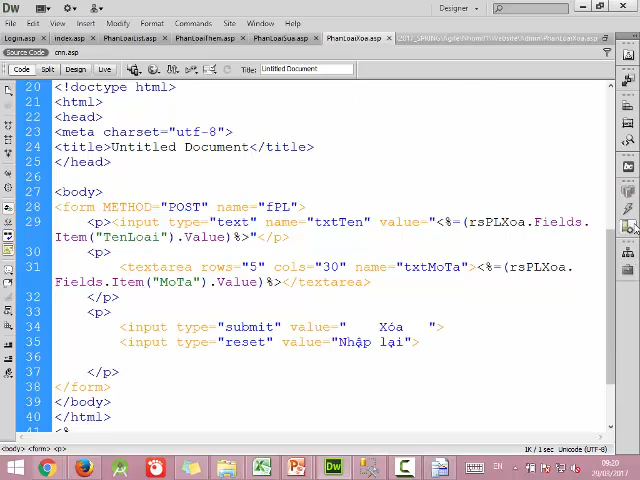 Dw
Designer
File Edit View Insert Modify Format Commands Site Window Help
Login.asp × index.asp × PhanLoaiList.asp × PhanLoaiThem.asp × PhanLoaiSua.asp × PhanLoaiXoa.asp ×
Source Code cnn.asp
Code Split Design Live Title: Untitled Document
20 <!doctype html>
21 <html>
22 <head>
23 <meta charset="utf-8">
24 <title>Untitled Document</title>
25 </head>
26
27 <body>
28 <form METHOD="POST" name="fPL">
29 <p><input type="text" name="txtTen" value="<%=(rsPLXoa.Fields.
Item("TenLoai").Value)%>"</p>
30 <p>
31 <textarea rows="5" cols="30" name="txtMoTa"><%=(rsPLXoa.
Fields.Item("MoTa").Value)%></textarea>
32 </p>
33 <p>
34 <input type="submit" value=" Xóa ">
35 <input type="reset" value="Nhập lại">
36
37 </p>
38 </form>
39 </body>
40 </html>
41 <%
<body> <form> <p>
1K / 1 sec Unicode (UTF-8)
EN
09:20
29/03/2017